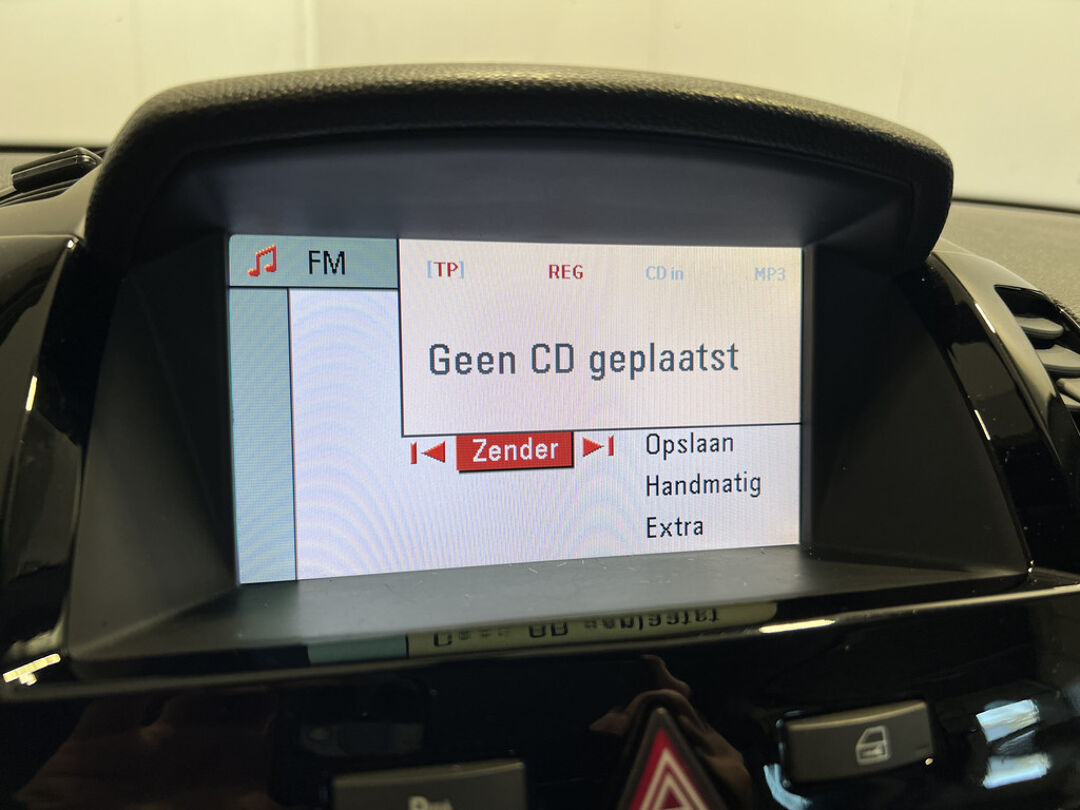 FM
[TP] REG CD in MP3
Geen CD geplaatst
Zender
Opslaan
Handmatig
Extra